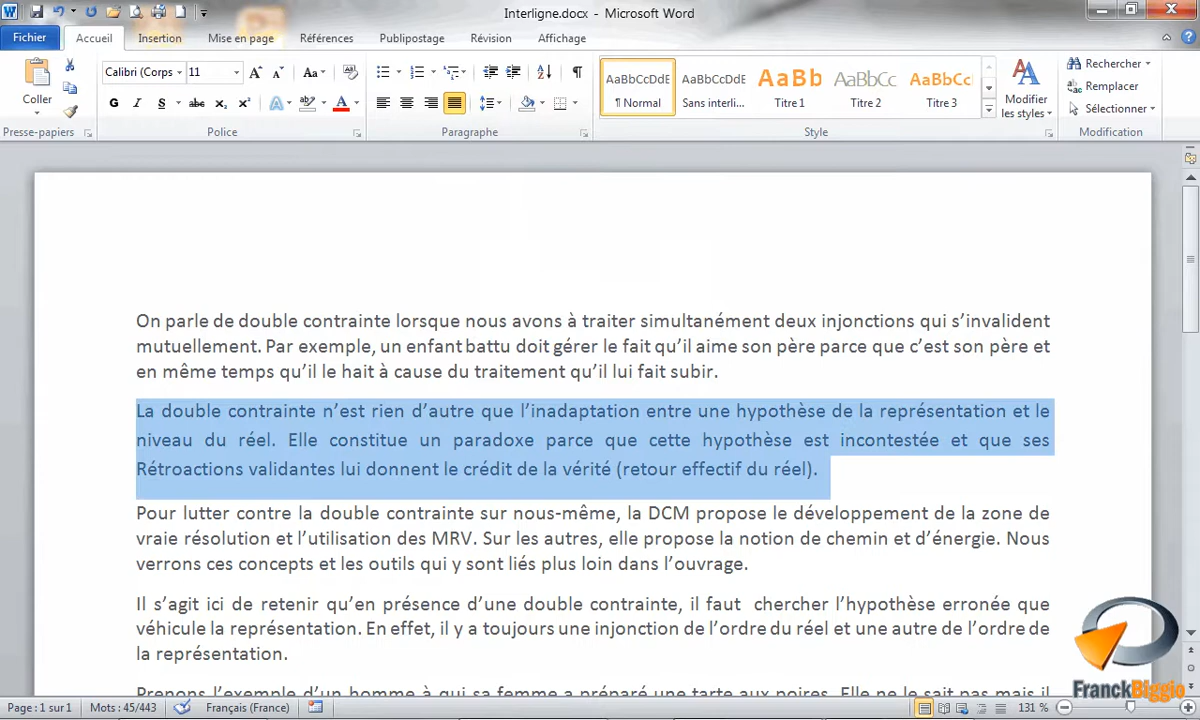 Interligne.docx - Microsoft Word
Fichier Accueil Insertion Mise en page Références Publipostage Révision Affichage
Coller
Calibri (Corps 11
G I S abc x₂ x² A ab A
AaBbCcDdE AaBbCcDdE AaBb AaBbCc AaBbCc
¶ Normal Sans interli... Titre 1 Titre 2 Titre 3
Modifier
les styles
Rechercher
Remplacer
Sélectionner
Presse-papiers Police Paragraphe Style Modification
On parle de double contrainte lorsque nous avons à traiter simultanément deux injonctions qui s’invalident
mutuellement. Par exemple, un enfant battu doit gérer le fait qu’il aime son père parce que c’est son père et
en même temps qu’il le hait à cause du traitement qu’il lui fait subir.
La double contrainte n’est rien d’autre que l’inadaptation entre une hypothèse de la représentation et le
niveau du réel. Elle constitue un paradoxe parce que cette hypothèse est incontestée et que ses
Rétroactions validantes lui donnent le crédit de la vérité (retour effectif du réel).
Pour lutter contre la double contrainte sur nous-même, la DCM propose le développement de la zone de
vraie résolution et l’utilisation des MRV. Sur les autres, elle propose la notion de chemin et d’énergie. Nous
verrons ces concepts et les outils qui y sont liés plus loin dans l’ouvrage.
Il s’agit ici de retenir qu’en présence d’une double contrainte, il faut chercher l’hypothèse erronée que
véhicule la représentation. En effet, il y a toujours une injonction de l’ordre du réel et une autre de l’ordre de
la représentation.
Prenons l’exemple d’un homme à qui sa femme a préparé une tarte aux poires. Elle ne le sait pas mais il
FranckBiggio
Page : 1 sur 1 Mots : 45/443 Français (France) 131 %